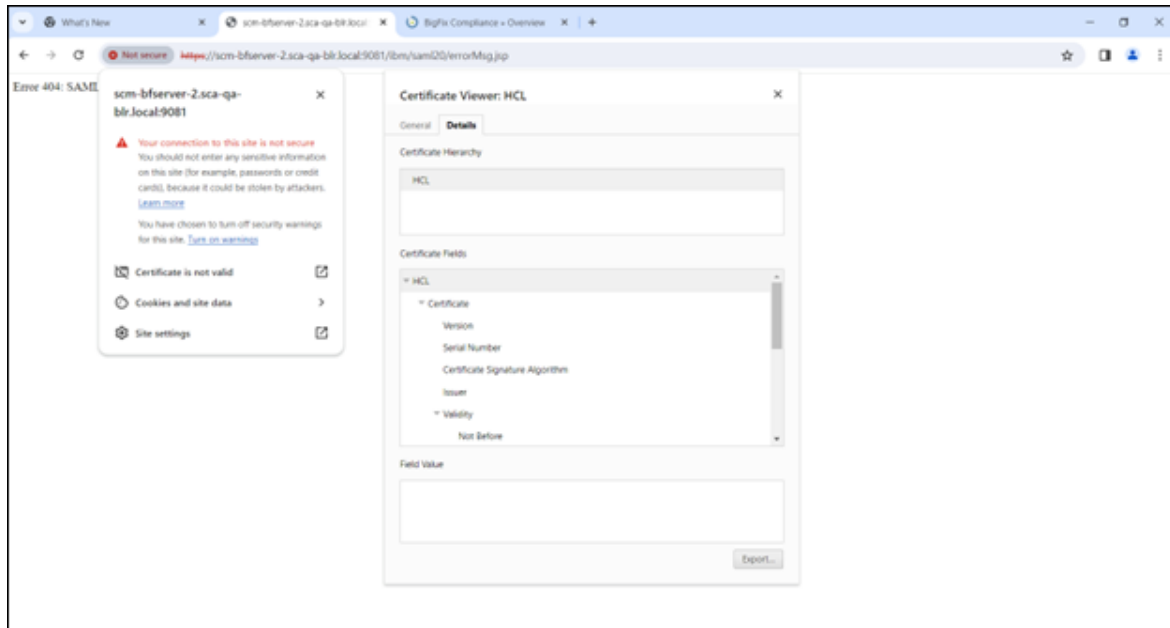 What's New
scm-bfserver-2.sca-qa-blr.local:
BigFix Compliance • Overview
Not secure
https://scm-bfserver-2.sca-qa-blr.local:9081/ibm/saml20/errorMsg.jsp
Error 404: SAML
scm-bfserver-2.sca-qa-
blr.local:9081
Your connection to this site is not secure
You should not enter any sensitive information
on this site (for example, passwords or credit
cards), because it could be stolen by attackers.
Learn more
You have chosen to turn off security warnings
for this site. Turn on warnings
Certificate is not valid
Cookies and site data
Site settings
Certificate Viewer: HCL
General Details
Certificate Hierarchy
HCL
Certificate Fields
HCL
Certificate
Version
Serial Number
Certificate Signature Algorithm
Issuer
Validity
Not Before
Field Value
Export...